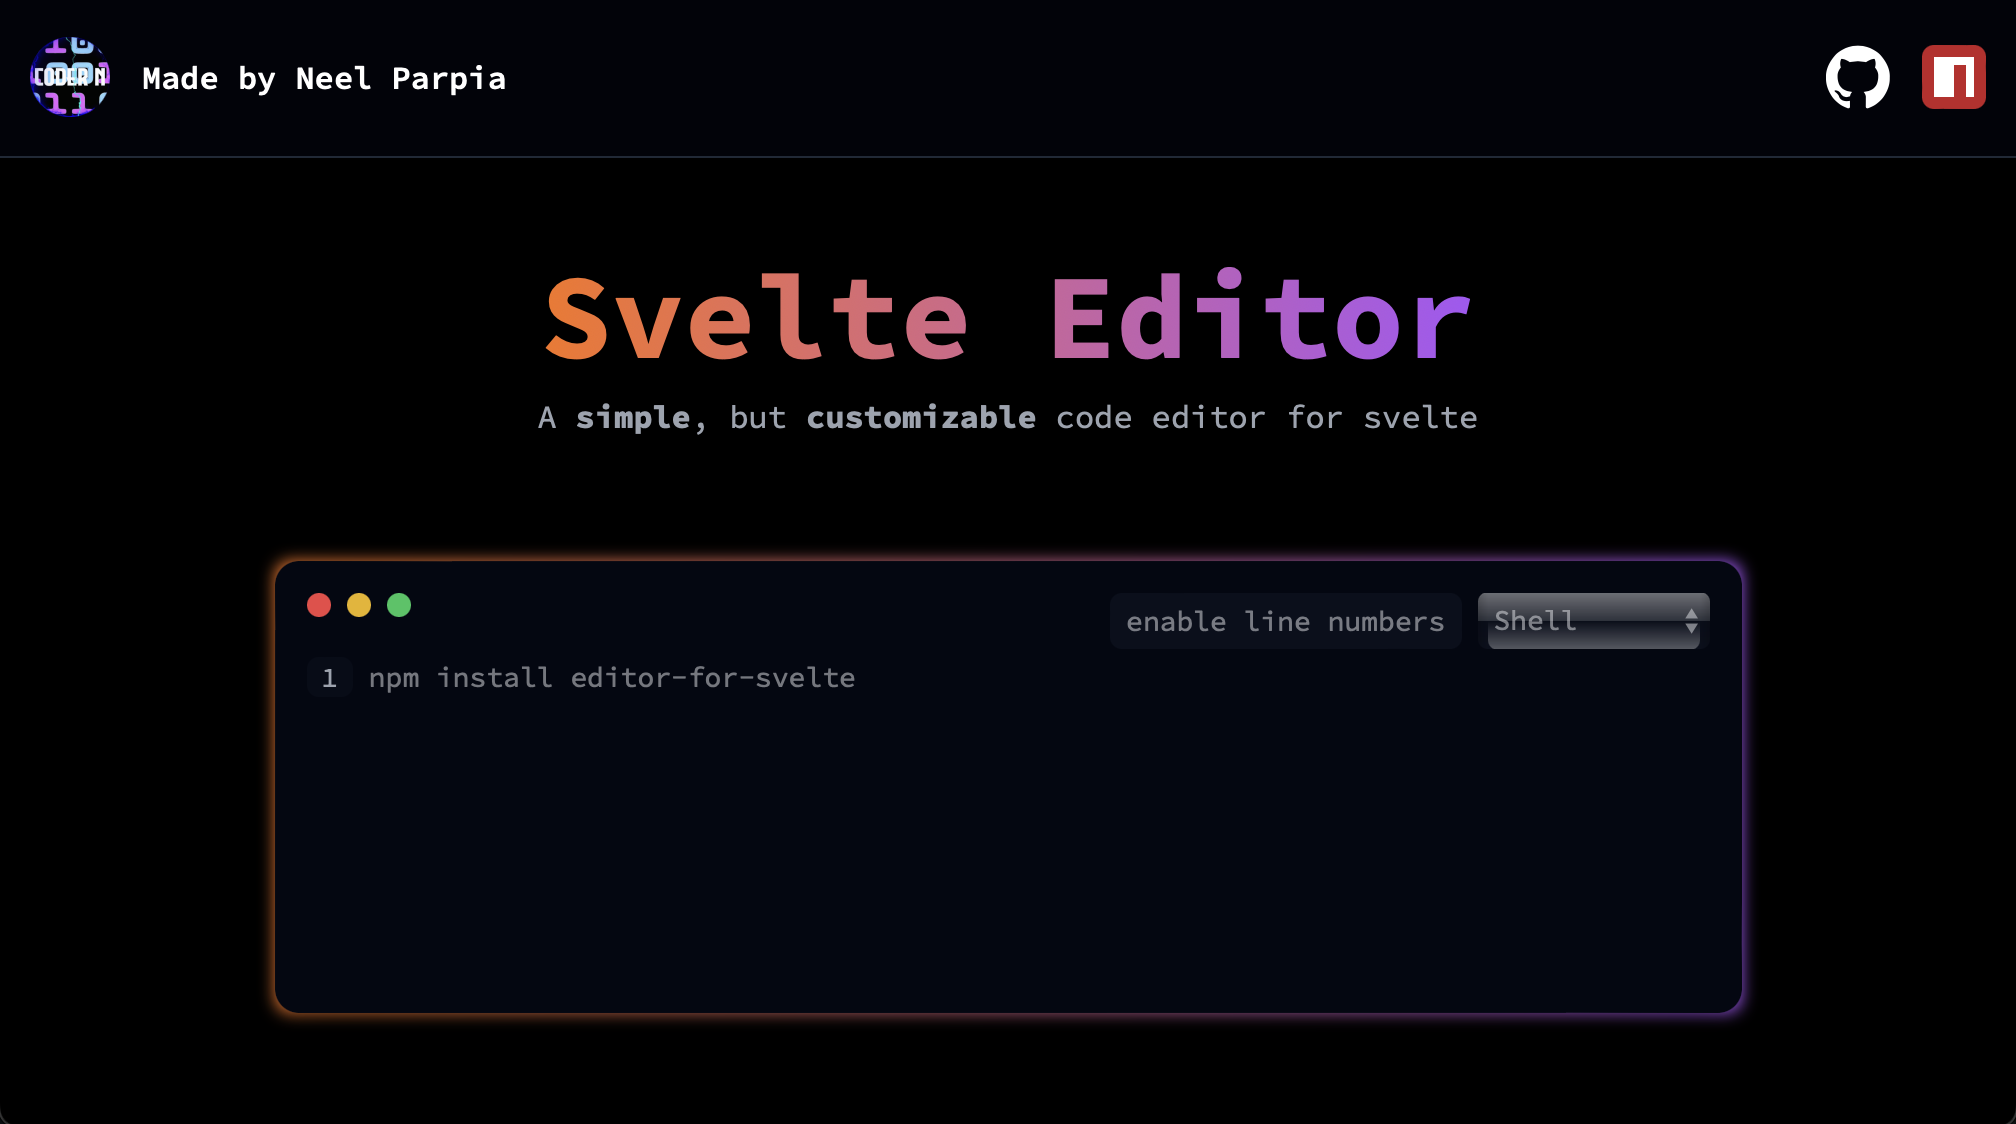 CODER N
Made by Neel Parpia
Svelte Editor
A simple, but customizable code editor for svelte
enable line numbers
Shell
1 npm install editor-for-svelte